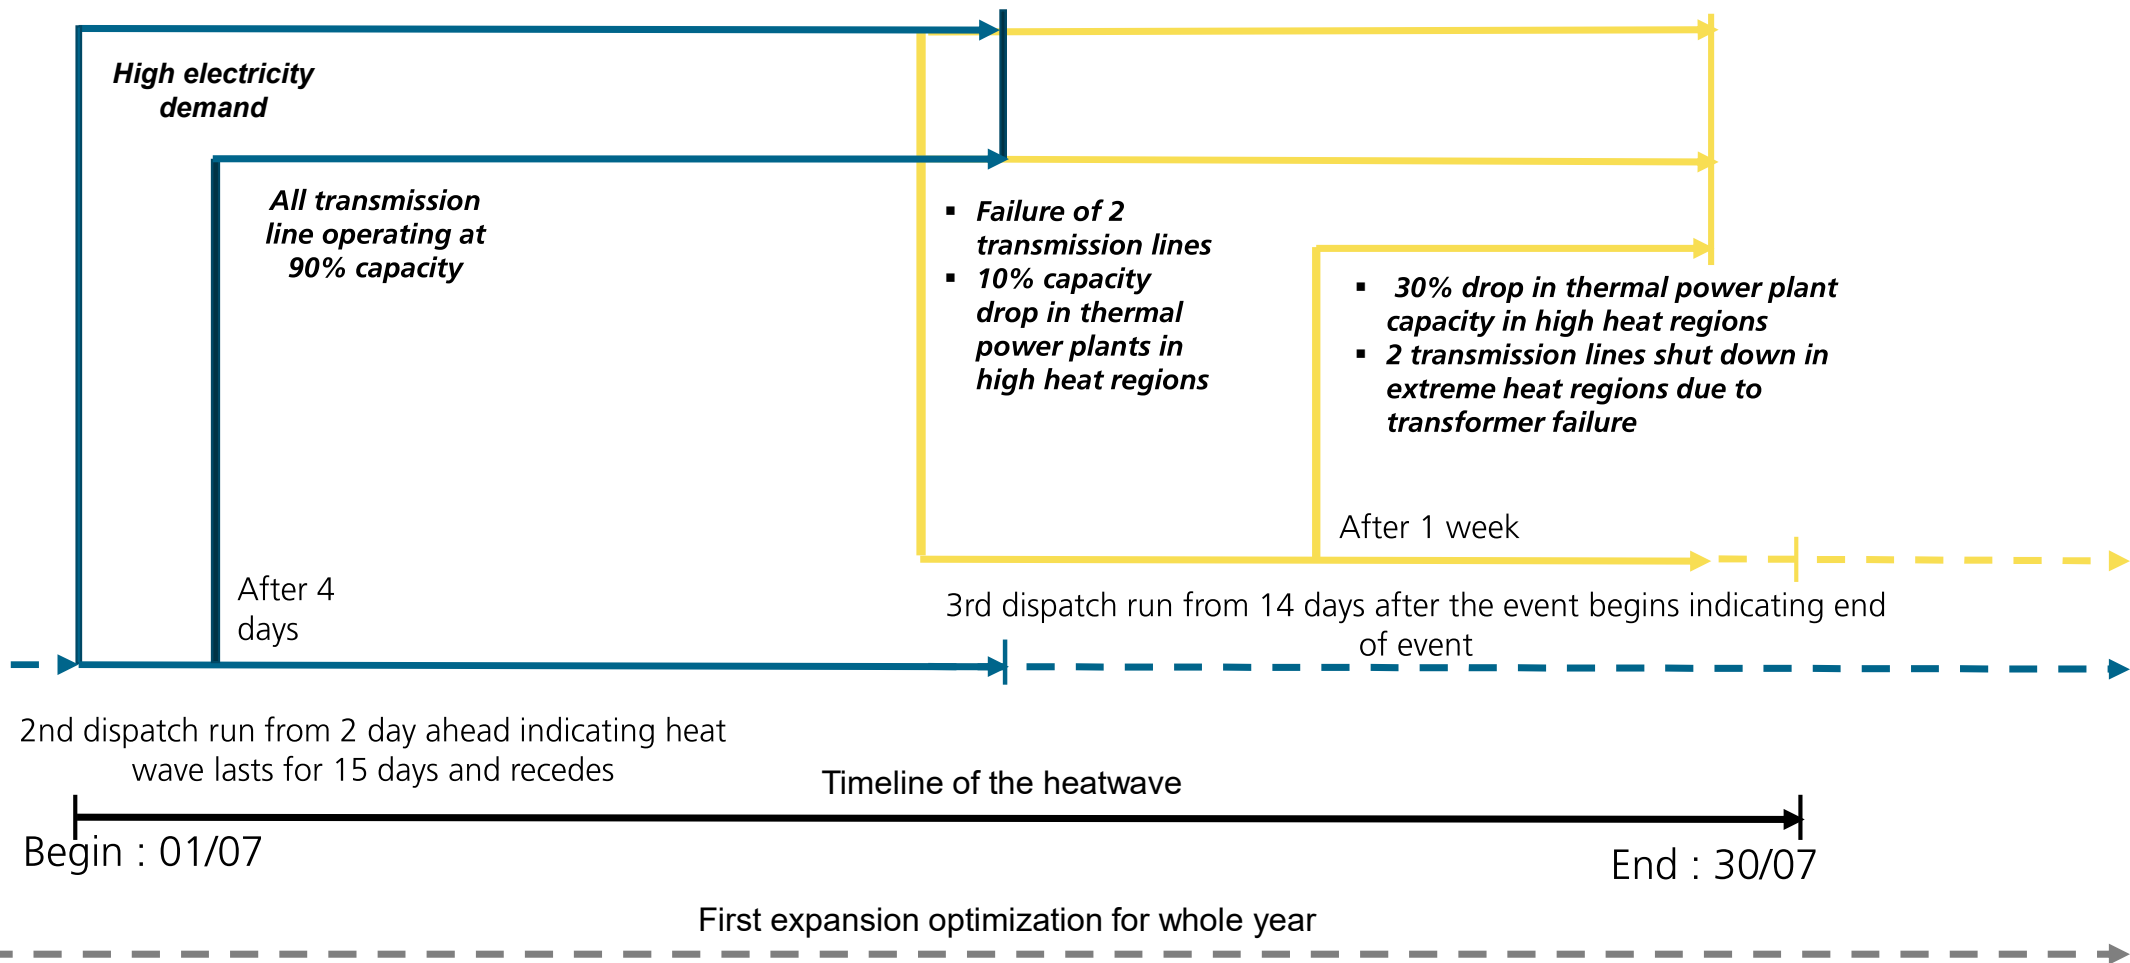 High electricity
demand
All transmission
line operating at
90% capacity
▪ Failure of 2
transmission lines
▪ 10% capacity
drop in thermal
power plants in
high heat regions
▪ 30% drop in thermal power plant
capacity in high heat regions
▪ 2 transmission lines shut down in
extreme heat regions due to
transformer failure
After 1 week
After 4
days
3rd dispatch run from 14 days after the event begins indicating end
of event
2nd dispatch run from 2 day ahead indicating heat
wave lasts for 15 days and recedes
Timeline of the heatwave
Begin : 01/07
End : 30/07
First expansion optimization for whole year